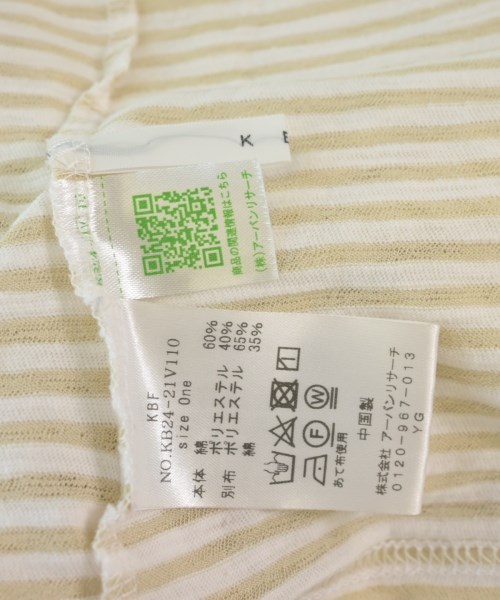 K
商品の関連情報はこちら
(株)アーバンリサーチ
KBF
NO.KB24-21V110
size One
本体 綿 60%
ポリエステル 40%
別布 ポリエステル 65%
綿 35%
あて布使用
中国製
株式会社 アーバンリサーチ
0120-967-013
YG